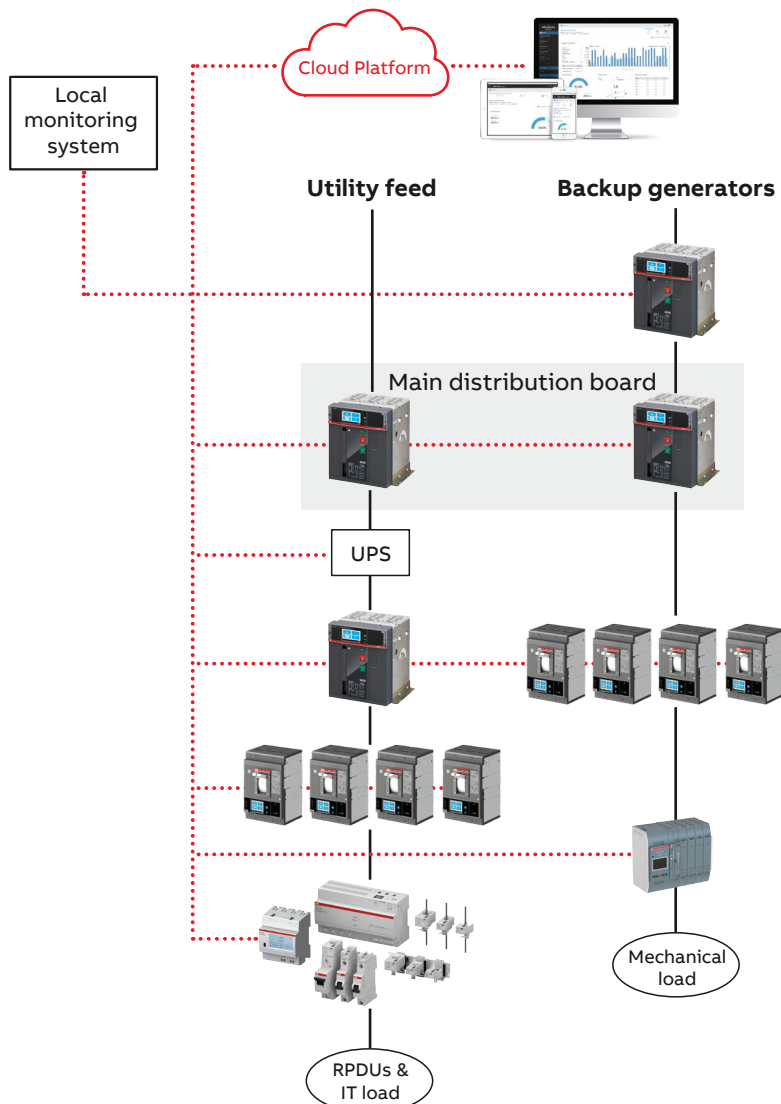 Cloud Platform
Local
monitoring
system
Utility feed
Backup generators
Main distribution board
UPS
Mechanical
load
RPDUs &
IT load